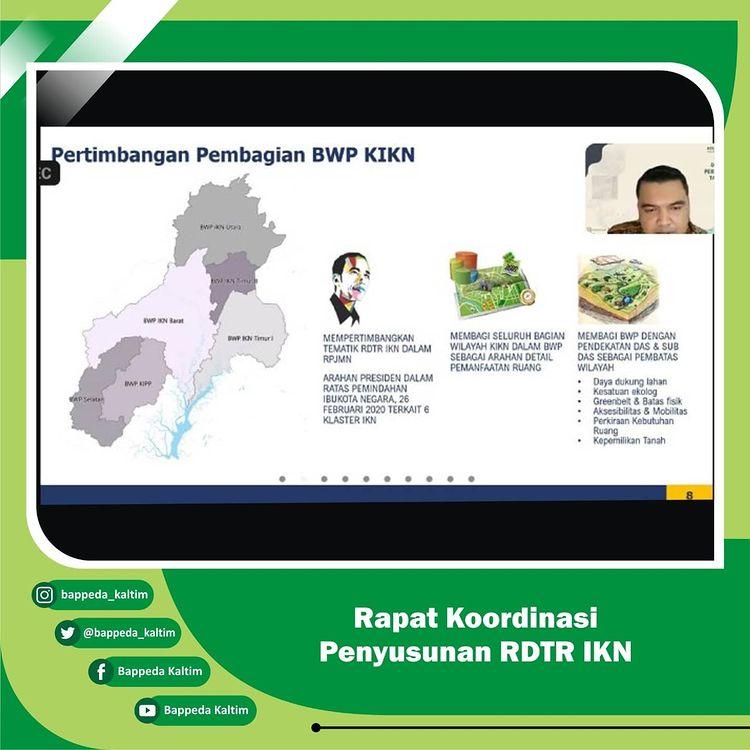 Pertimbangan Pembagian BWP KIKN
EC
BWP IKN Utara
BWP IKN Timur II
BWP IKN Barat
BWP IKN Timur I
BWP KIPP
BWP Selatan
MEMPERTIMBANGKAN
TEMATIK RDTR IKN DALAM
RPJMN
ARAHAN PRESIDEN DALAM
RATAS PEMINDAHAN
IBUKOTA NEGARA, 26
FEBRUARI 2020 TERKAIT 6
KLASTER IKN
MEMBAGI SELURUH BAGIAN
WILAYAH KIKN DALAM BWP
SEBAGAI ARAHAN DETAIL
PEMANFAATAN RUANG
MEMBAGI BWP DENGAN
PENDEKATAN DAS & SUB
DAS SEBAGAI PEMBATAS
WILAYAH
• Daya dukung lahan
• Kesatuan ekolog
• Greenbelt & Batas fisik
• Aksesibilitas & Mobilitas
• Perkiraan Kebutuhan
Ruang
• Kepemilikan Tanah
8
bappeda_kaltim
@bappeda_kaltim
Bappeda Kaltim
Bappeda Kaltim
Rapat Koordinasi
Penyusunan RDTR IKN